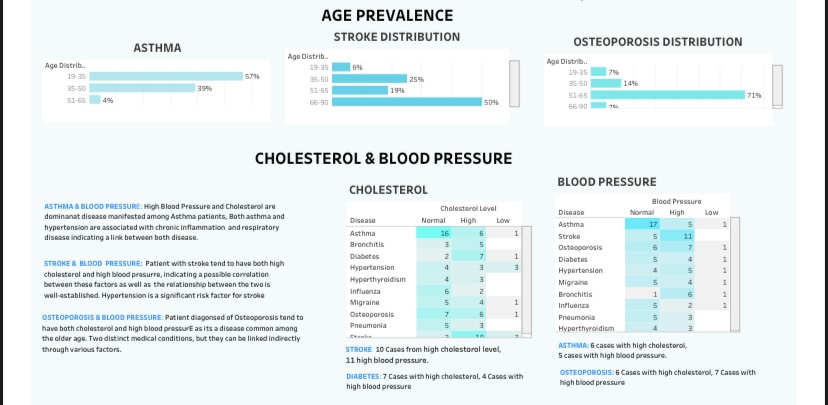 AGE PREVALENCE
ASTHMA
Age Distrib..
19-35 57%
35-50 39%
51-65 4%
STROKE DISTRIBUTION
Age Distrib..
19-35 6%
35-50 25%
51-65 19%
66-90 50%
OSTEOPOROSIS DISTRIBUTION
Age Distrib..
19-35 7%
35-50 14%
51-65 71%
66-90 7%
CHOLESTEROL & BLOOD PRESSURE
ASTHMA & BLOOD PRESSURE: High Blood Pressure and Cholesterol are
dominanat disease manifested among Asthma patients, Both asthma and
hypertension are associated with chronic inflammation and respiratory
disease indicating a link between both disease.
STROKE & BLOOD PRESSURE: Patient with stroke tend to have both high
cholesterol and high blood presurre, indicating a possible correlation
between these factors as well as the relationship between the two is
well-established. Hypertension is a significant risk factor for stroke
OSTEOPOROSIS & BLOOD PRESSURE: Patient diagonsed of Osteoporosis tend to
have both cholesterol and high blood pressurE as its a disease common among
the older age. Two distinct medical conditions, but they can be linked indirectly
through various factors.
CHOLESTEROL
Cholesterol Level
Disease Normal High Low
Asthma 16 6 1
Bronchitis 3 5
Diabetes 2 7 1
Hypertension 4 3 3
Hyperthyroidism 4 3
Influenza 6 2
Migraine 5 4 1
Osteoporosis 7 6 1
Pneumonia 5 3
Stroke 10
STROKE: 10 Cases from high cholestorol level,
11 high blood pressure.
DIABETES: 7 Cases with high cholesterol, 4 Cases with
high blood pressure
BLOOD PRESSURE
Blood Pressure
Disease Normal High Low
Asthma 17 5 1
Stroke 5 11
Osteoporosis 6 7 1
Diabetes 5 4 1
Hypertension 4 5 1
Migraine 5 4 1
Bronchitis 1 6 1
Influenza 5 2 1
Pneumonia 5 3
Hyperthyroidism 4 3
ASTHMA: 6 cases with high cholesterol,
5 cases with high blood pressure.
OSTEOPOROSIS: 6 Cases with high cholesterol, 7 Cases with
high blood pressure